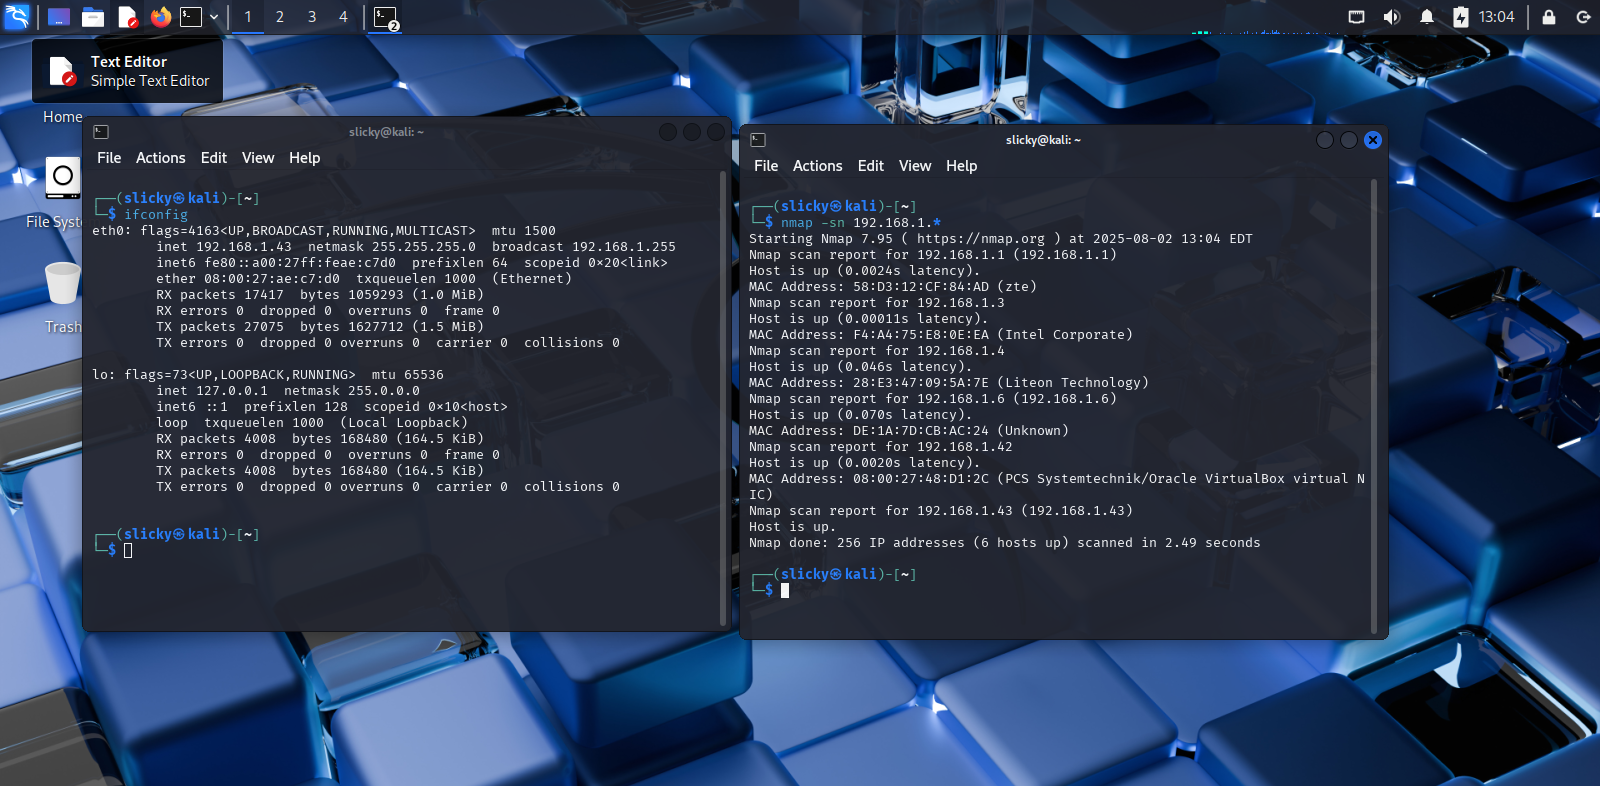 1 2 3 4
2
13:04
Text Editor
Simple Text Editor
Home
File Syst
Trash
slicky@kali: ~
File Actions Edit View Help
┌──(slicky㉿kali)-[~]
└─$ ifconfig
eth0: flags=4163<UP,BROADCAST,RUNNING,MULTICAST>  mtu 1500
        inet 192.168.1.43  netmask 255.255.255.0  broadcast 192.168.1.255
        inet6 fe80::a00:27ff:feae:c7d0  prefixlen 64  scopeid 0×20<link>
        ether 08:00:27:ae:c7:d0  txqueuelen 1000  (Ethernet)
        RX packets 17417  bytes 1059293 (1.0 MiB)
        RX errors 0  dropped 0  overruns 0  frame 0
        TX packets 27075  bytes 1627712 (1.5 MiB)
        TX errors 0  dropped 0 overruns 0  carrier 0  collisions 0
lo: flags=73<UP,LOOPBACK,RUNNING>  mtu 65536
        inet 127.0.0.1  netmask 255.0.0.0
        inet6 ::1  prefixlen 128  scopeid 0×10<host>
        loop  txqueuelen 1000  (Local Loopback)
        RX packets 4008  bytes 168480 (164.5 KiB)
        RX errors 0  dropped 0  overruns 0  frame 0
        TX packets 4008  bytes 168480 (164.5 KiB)
        TX errors 0  dropped 0 overruns 0  carrier 0  collisions 0
┌──(slicky㉿kali)-[~]
└─$
slicky@kali: ~
File Actions Edit View Help
┌──(slicky㉿kali)-[~]
└─$ nmap -sn 192.168.1.*
Starting Nmap 7.95 ( https://nmap.org ) at 2025-08-02 13:04 EDT
Nmap scan report for 192.168.1.1 (192.168.1.1)
Host is up (0.0024s latency).
MAC Address: 58:D3:12:CF:84:AD (zte)
Nmap scan report for 192.168.1.3
Host is up (0.00011s latency).
MAC Address: F4:A4:75:E8:0E:EA (Intel Corporate)
Nmap scan report for 192.168.1.4
Host is up (0.046s latency).
MAC Address: 28:E3:47:09:5A:7E (Liteon Technology)
Nmap scan report for 192.168.1.6 (192.168.1.6)
Host is up (0.070s latency).
MAC Address: DE:1A:7D:CB:AC:24 (Unknown)
Nmap scan report for 192.168.1.42
Host is up (0.0020s latency).
MAC Address: 08:00:27:48:D1:2C (PCS Systemtechnik/Oracle VirtualBox virtual N
IC)
Nmap scan report for 192.168.1.43 (192.168.1.43)
Host is up.
Nmap done: 256 IP addresses (6 hosts up) scanned in 2.49 seconds
┌──(slicky㉿kali)-[~]
└─$